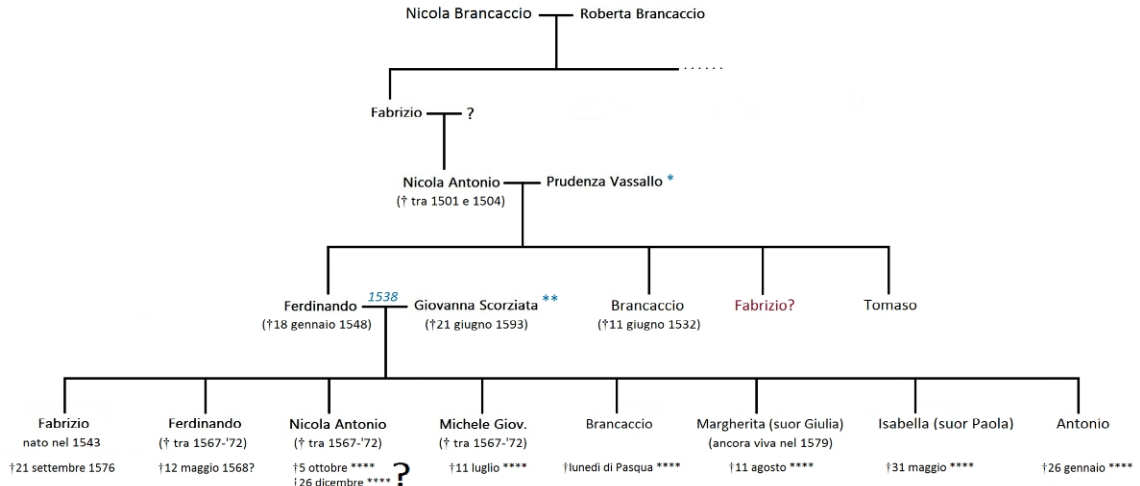 Nicola Brancaccio Roberta Brancaccio
. . . . . .
Fabrizio ?
Nicola Antonio Prudenza Vassallo *
(† tra 1501 e 1504)
Ferdinando 1538 Giovanna Scorziata ** Brancaccio Fabrizio? Tomaso
(†18 gennaio 1548) (†21 giugno 1593) (†11 giugno 1532)
Fabrizio Ferdinando Nicola Antonio Michele Giov. Brancaccio Margherita (suor Giulia) Isabella (suor Paola) Antonio
nato nel 1543 († tra 1567-'72) († tra 1567-'72) († tra 1567-'72) (ancora viva nel 1579)
†21 settembre 1576 †12 maggio 1568? †5 ottobre **** ? †11 luglio **** †lunedì di Pasqua **** †11 agosto **** †31 maggio **** †26 gennaio ****
†26 dicembre ****